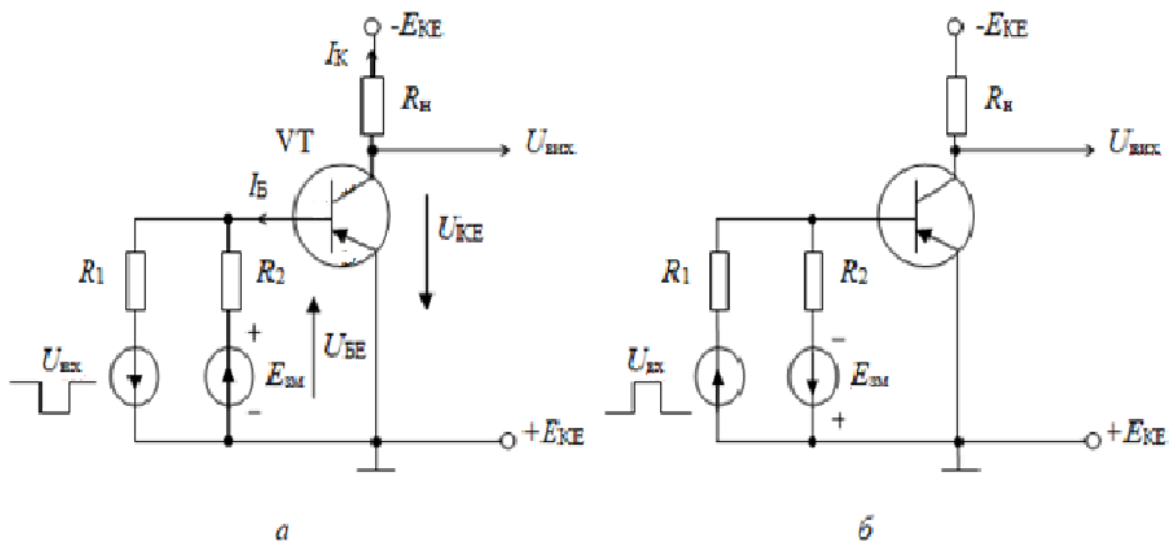 -EКЕ
-EКЕ
IК
Rн
Rн
VT
Uвих.
Uвих
IБ
UКЕ
R1
R2
R1
R2
+
−
Uвх
UБЕ
Eзм
Uвх
Eзм
−
+
+EКЕ
+EКЕ
а
б